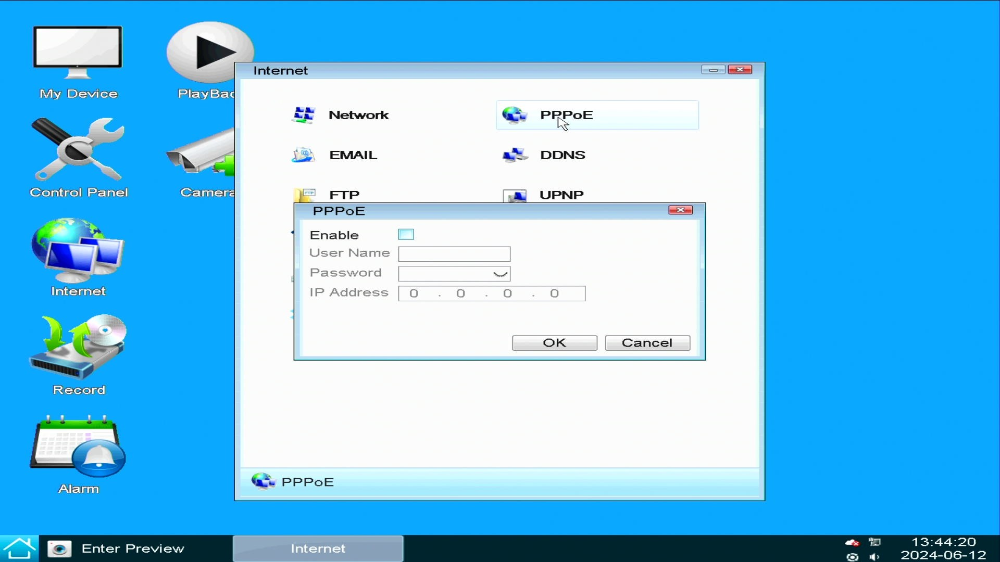 My Device
PlayBac
Control Panel
Camera
Internet
Record
Alarm
Internet
Network
PPPoE
EMAIL
DDNS
FTP
FTP
UPNP
PPPoE
Enable
User Name
Password
IP Address 0 . 0 . 0 . 0
OK Cancel
PPPoE
Enter Preview
Internet
13:44:20
2024-06-12